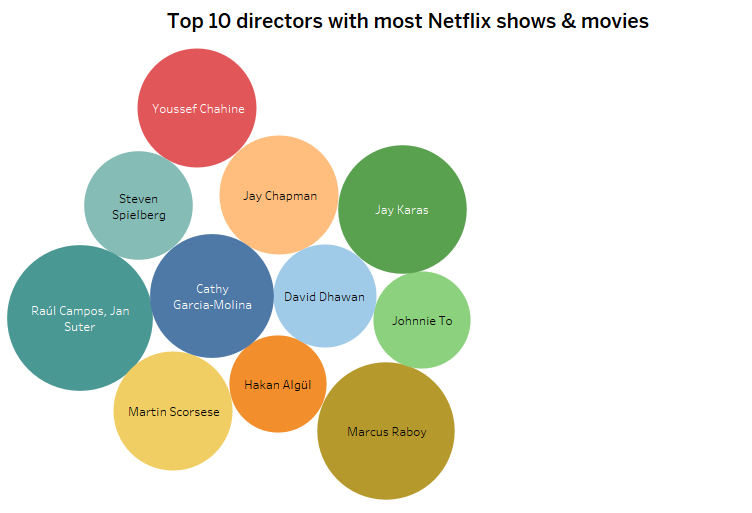 Top 10 directors with most Netflix shows & movies
Youssef Chahine
Jay Chapman
Steven
Spielberg
Jay Karas
Cathy
Garcia-Molina
David Dhawan
Raúl Campos, Jan
Suter
Johnnie To
Hakan Algül
Martin Scorsese
Marcus Raboy